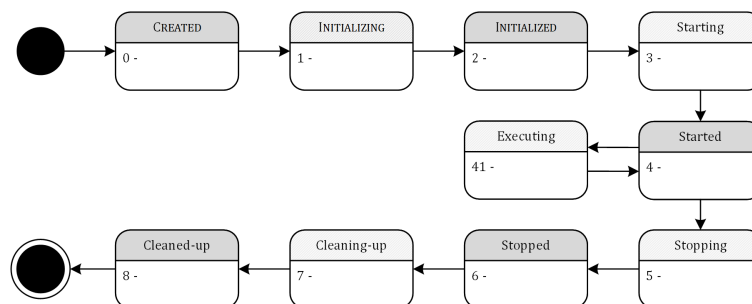 CREATED
0 -
INITIALIZING
1 -
INITIALIZED
2 -
Starting
3 -
Executing
41 -
Started
4 -
Cleaned-up
8 -
Cleaning-up
7 -
Stopped
6 -
Stopping
5 -